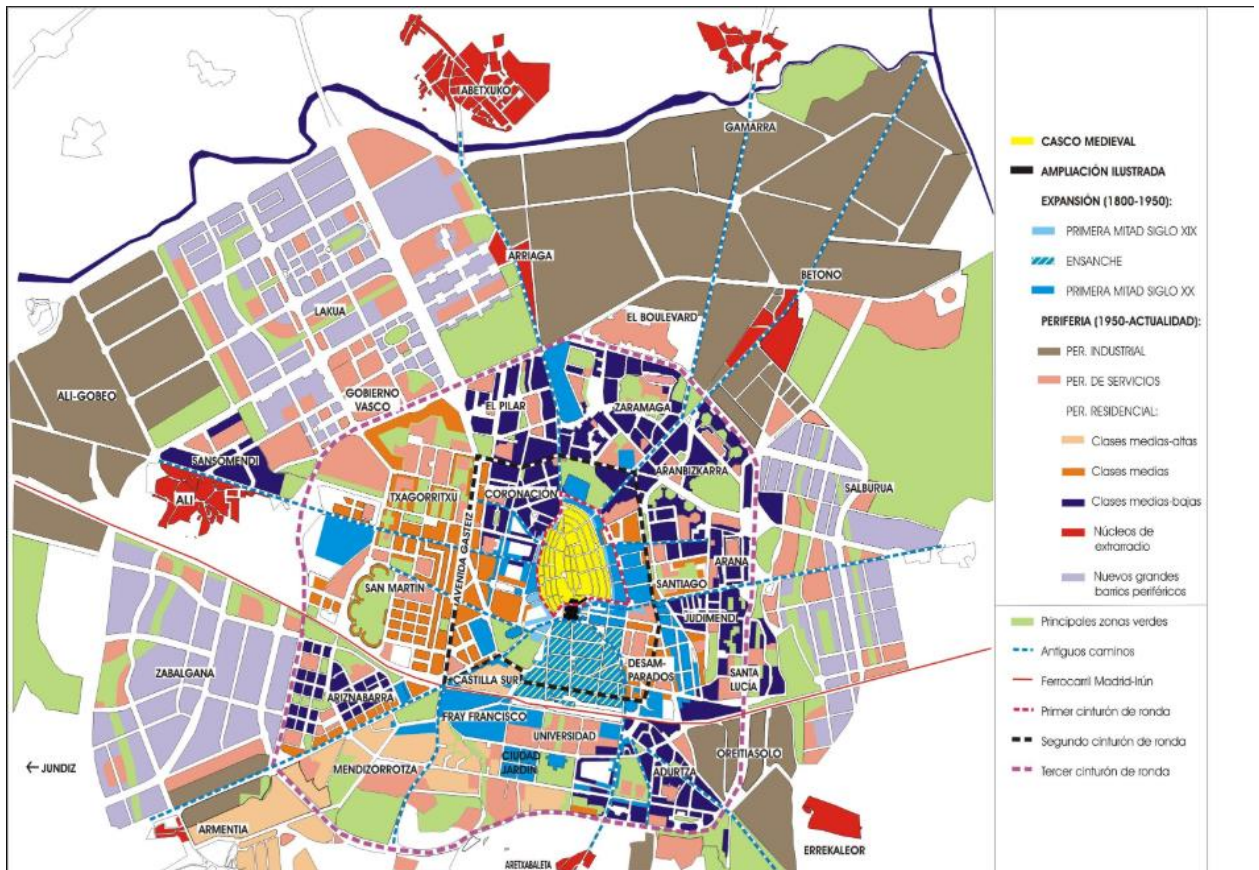 ABETXUKO
GAMARRA
ARRIAGA
BETOÑO
LAKUA
EL BOULEVARD
ALI-GOBEO
GOBIERNO
VASCO
EL PILAR
ZARAMAGA
SANSOMENDI
ARANBIZKARRA
TXAGORRITXU
CORONACION
SALBURUA
ALI
AVENIDA GASTEIZ
ARANA
SANTIAGO
SAN MARTIN
JUDIMENDI
ZABALGANA
DESAM-
PARADOS
SANTA
LUCÍA
CASTILLA SUR
ARIZNABARRA
FRAY FRANCISCO
UNIVERSIDAD
OREITIASOLO
CIUDAD
JARDIN
← JUNDIZ
MENDIZORROTZA
ADURTZA
ARMENTIA
ERREKALEOR
ARETXABALETA
CASCO MEDIEVAL
AMPLIACIÓN ILUSTRADA
EXPANSIÓN (1800-1950):
PRIMERA MITAD SIGLO XIX
ENSANCHE
PRIMERA MITAD SIGLO XX
PERIFERIA (1950-ACTUALIDAD):
PER. INDUSTRIAL
PER. DE SERVICIOS
PER. RESIDENCIAL:
Clases medias-altas
Clases medias
Clases medias-bajas
Núcleos de
extrarradio
Nuevos grandes
barrios periféricos
Principales zonas verdes
Antiguos caminos
Ferrocarril Madrid-Irún
Primer cinturón de ronda
Segundo cinturón de ronda
Tercer cinturón de ronda